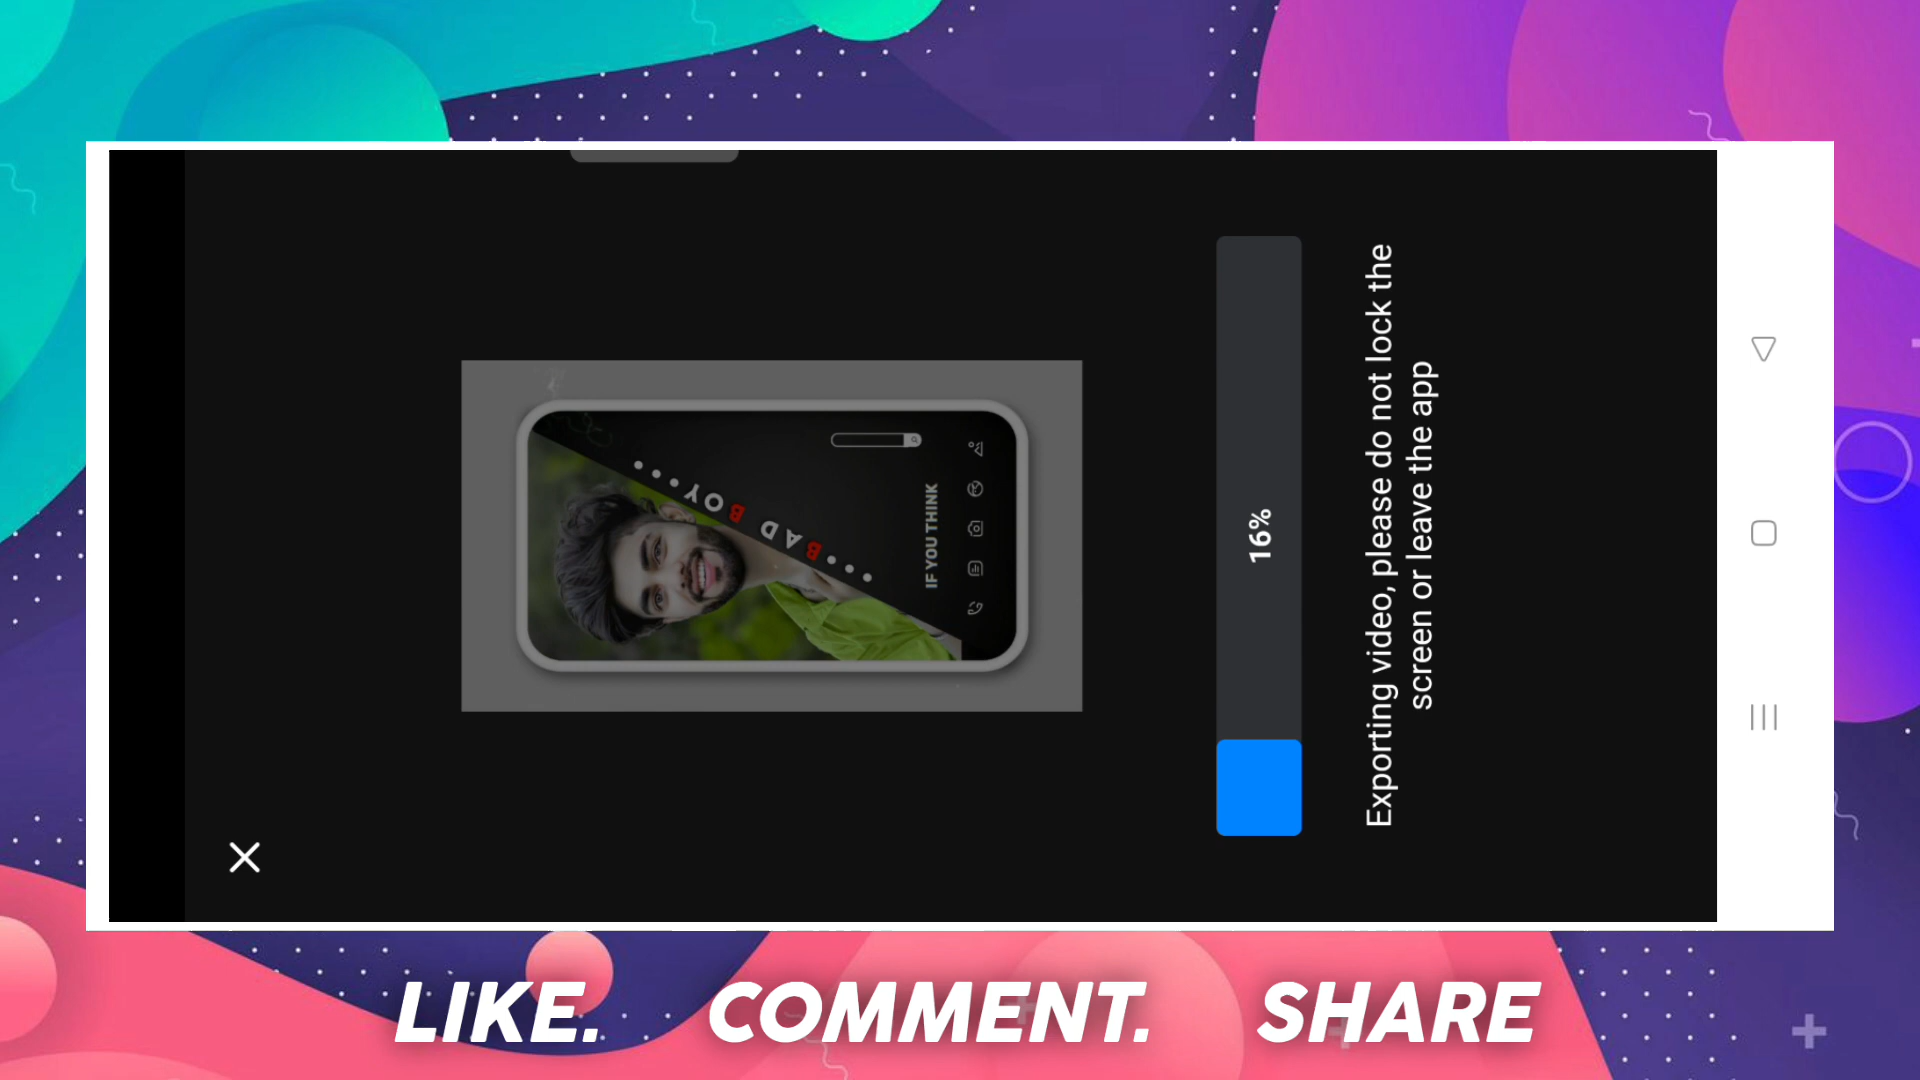 BAD BOY
IF YOU THINK
16%
Exporting video, please do not lock the
screen or leave the app
LIKE. COMMENT. SHARE